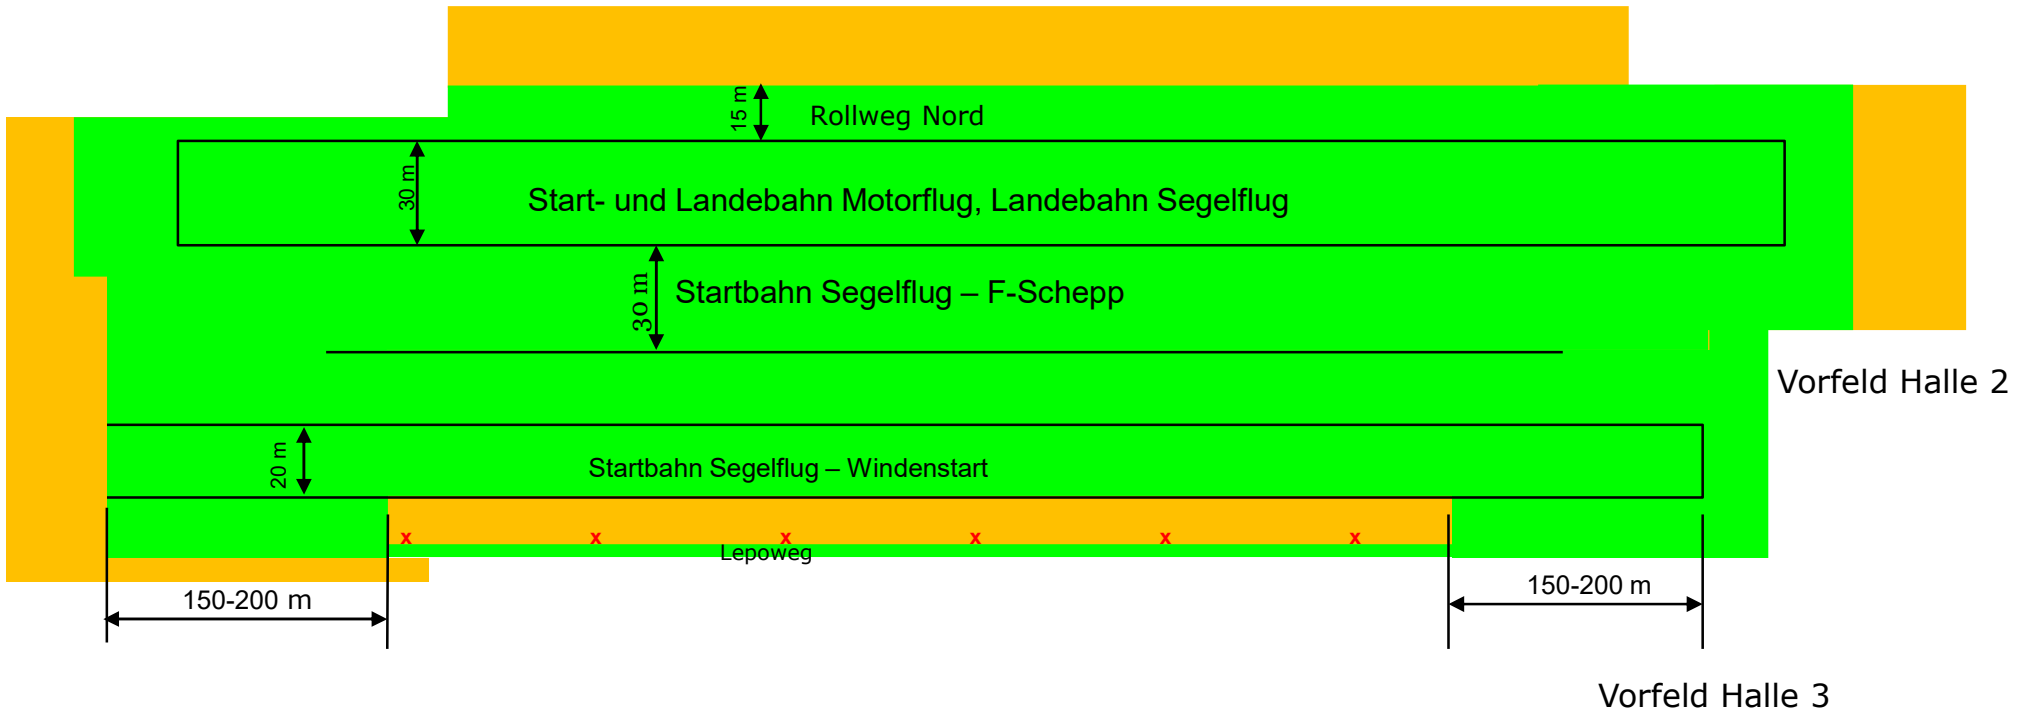 15 m
Rollweg Nord
30 m
Start- und Landebahn Motorflug, Landebahn Segelflug
30 m
Startbahn Segelflug – F-Schepp
Vorfeld Halle 2
20 m
Startbahn Segelflug – Windenstart
x x x x x x
Lepoweg
150-200 m
150-200 m
Vorfeld Halle 3